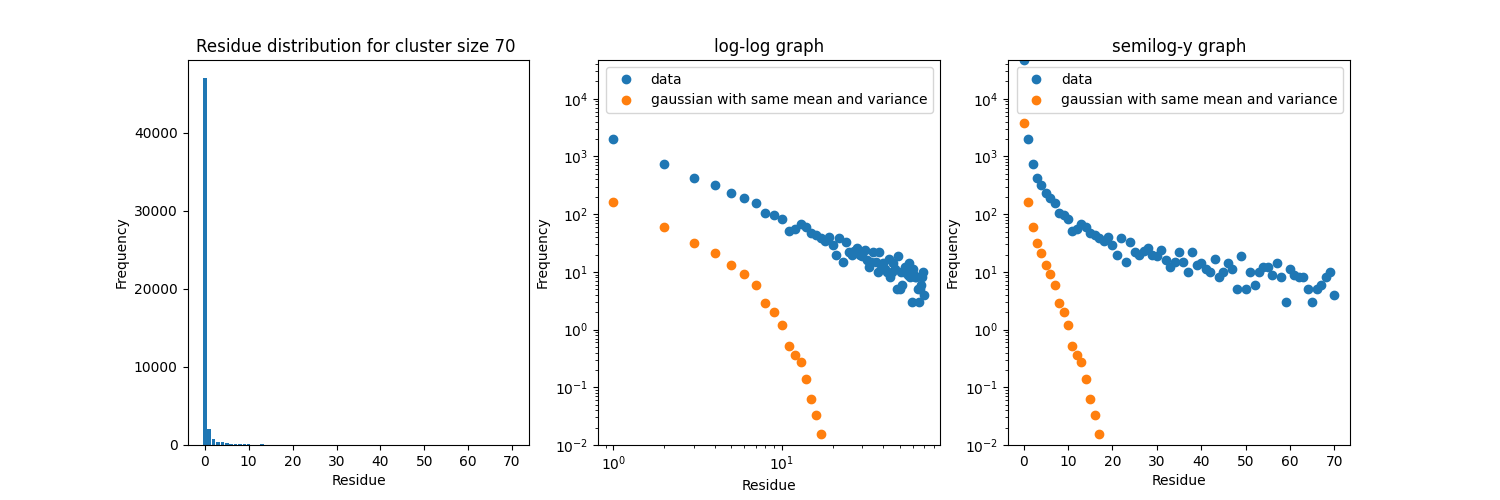 Residue distribution for cluster size 70
Frequency
40000
30000
20000
10000
0
0 10 20 30 40 50 60 70
Residue
log-log graph
data
gaussian with same mean and variance
Frequency
10⁴
10³
10²
10¹
10⁰
10⁻¹
10⁻²
10⁰ 10¹
Residue
semilog-y graph
data
gaussian with same mean and variance
Frequency
10⁴
10³
10²
10¹
10⁰
10⁻¹
10⁻²
0 10 20 30 40 50 60 70
Residue